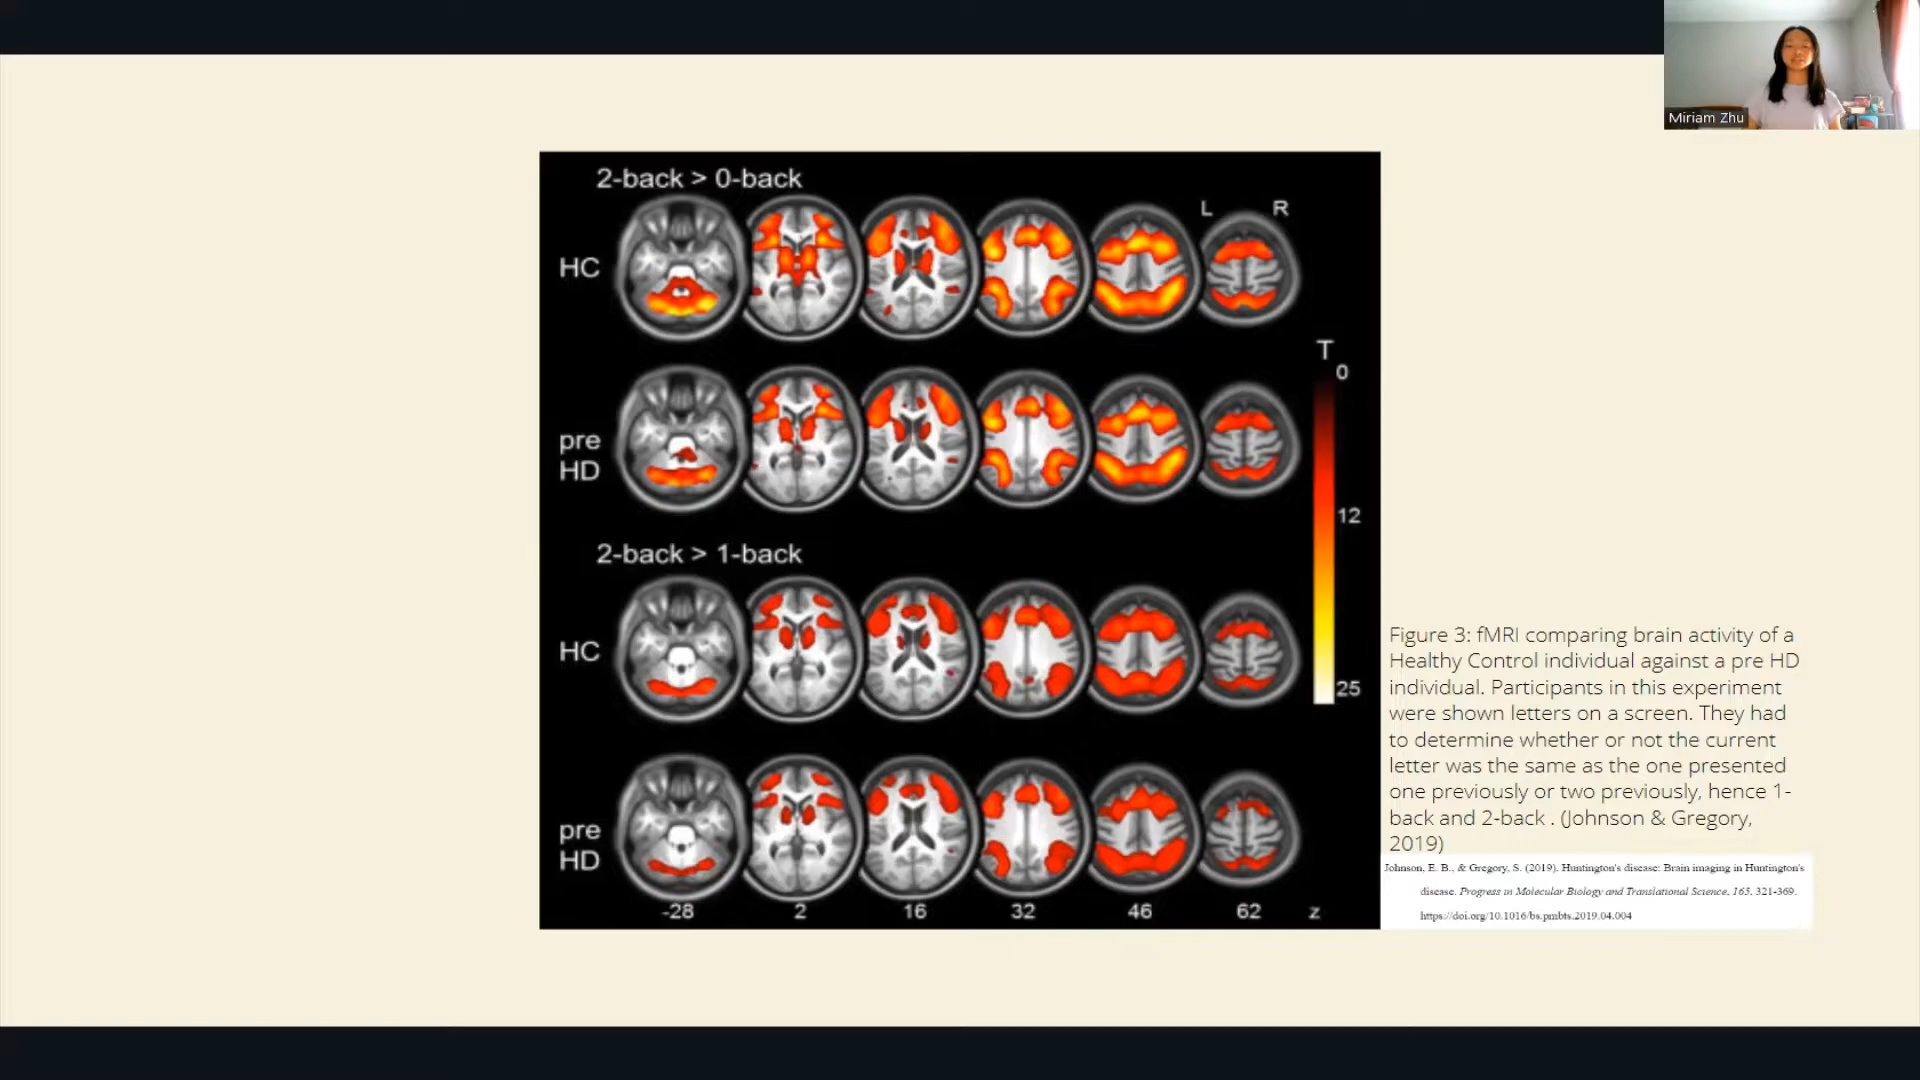 Miriam Zhu
2-back > 0-back
L R
HC
T
0
pre
HD
12
2-back > 1-back
HC
25
pre
HD
-28 2 16 32 46 62 z
Figure 3: fMRI comparing brain activity of a
Healthy Control individual against a pre HD
individual. Participants in this experiment
were shown letters on a screen. They had
to determine whether or not the current
letter was the same as the one presented
one previously or two previously, hence 1-
back and 2-back . (Johnson & Gregory,
2019)
Johnson, E. B., & Gregory, S. (2019). Huntington's disease: Brain imaging in Huntington's
disease. Progress in Molecular Biology and Translational Science, 165, 321-369.
https://doi.org/10.1016/bs.pmbts.2019.04.004